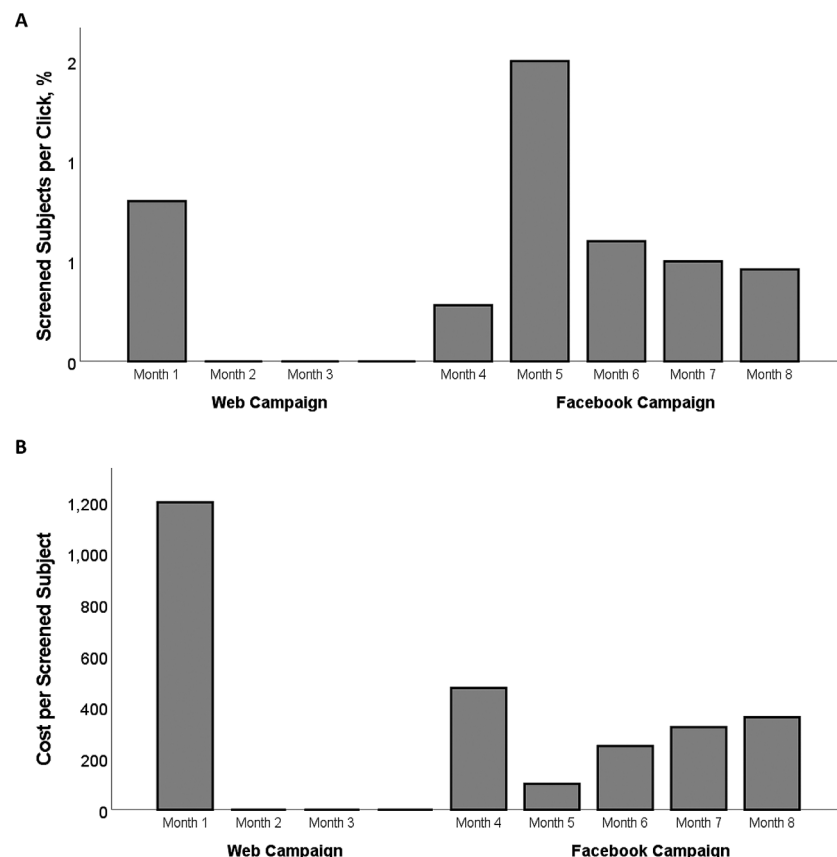 A
Screened Subjects per Click, %
2
1
1
0
Month 1 Month 2 Month 3 Month 4 Month 5 Month 6 Month 7 Month 8
Web Campaign Facebook Campaign
B
Cost per Screened Subject
1,200
1,000
800
600
400
200
0
Month 1 Month 2 Month 3 Month 4 Month 5 Month 6 Month 7 Month 8
Web Campaign Facebook Campaign